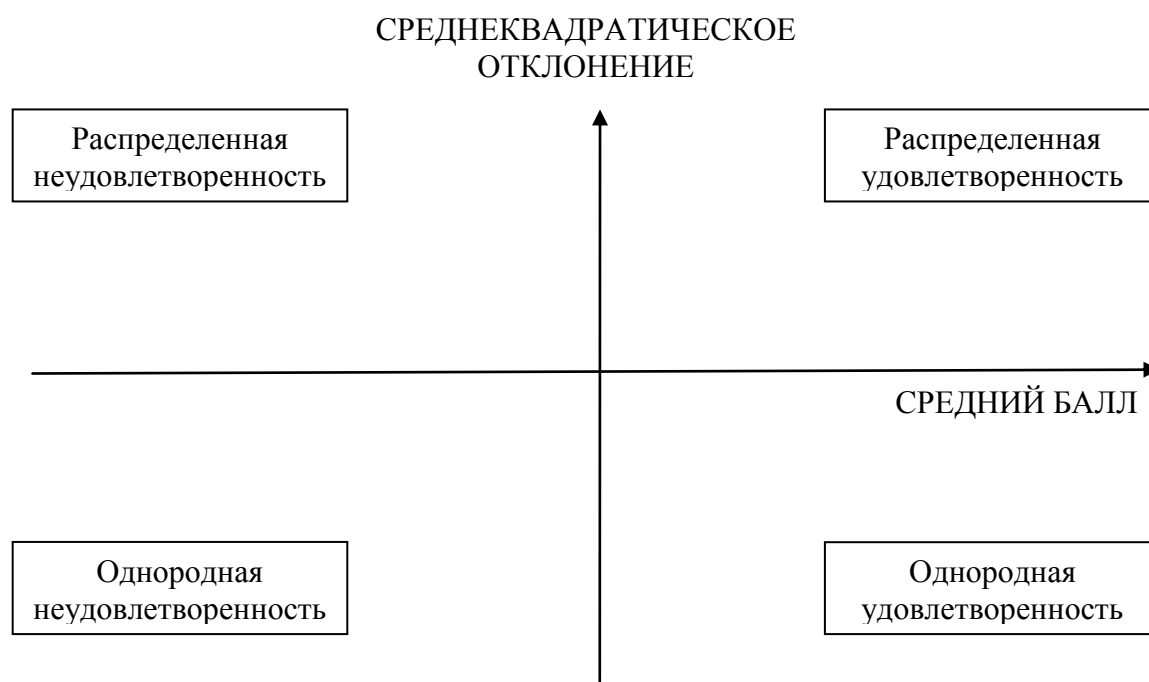 СРЕДНЕКВАДРАТИЧЕСКОЕ
ОТКЛОНЕНИЕ
Распределенная
неудовлетворенность
Распределенная
удовлетворенность
СРЕДНИЙ БАЛЛ
Однородная
неудовлетворенность
Однородная
удовлетворенность